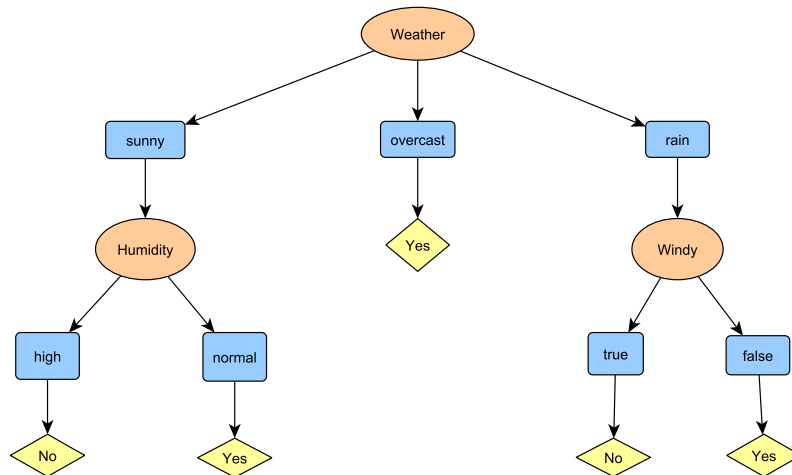 Weather
sunny
overcast
rain
Humidity
Yes
Windy
high
normal
true
false
No
Yes
No
Yes